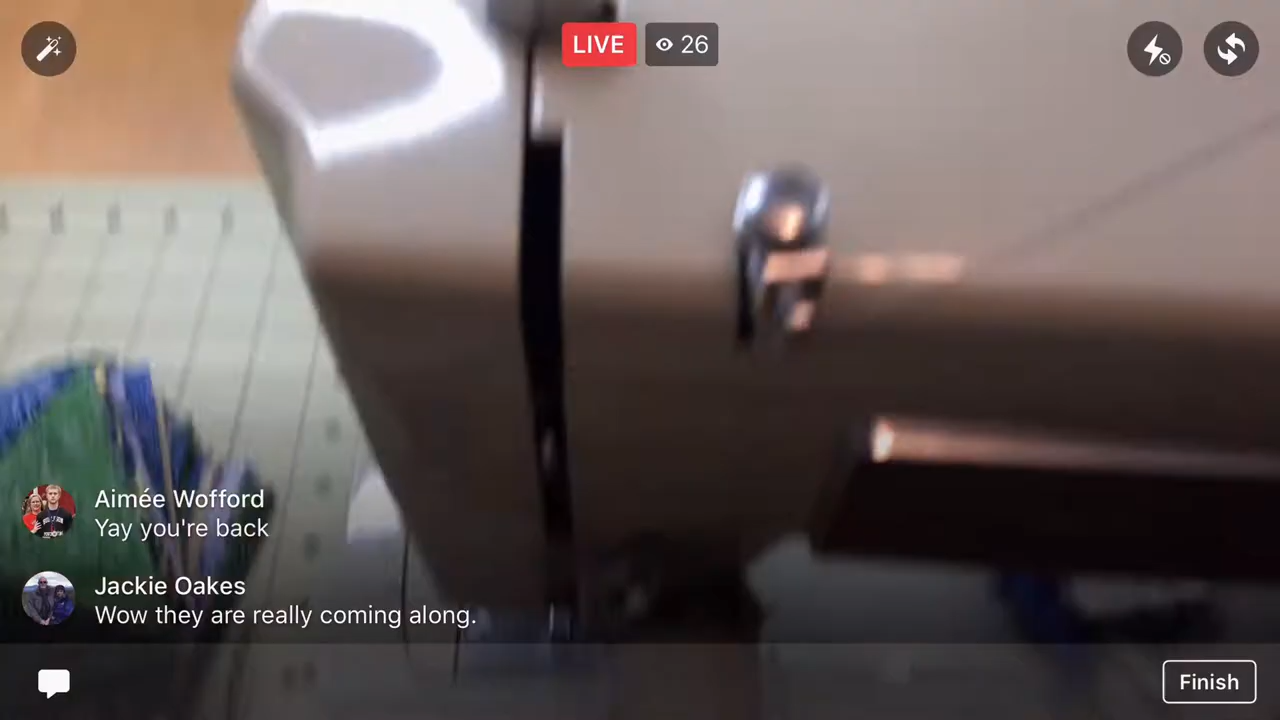 LIVE 26
Aimée Wofford
Yay you're back
Jackie Oakes
Wow they are really coming along.
Finish